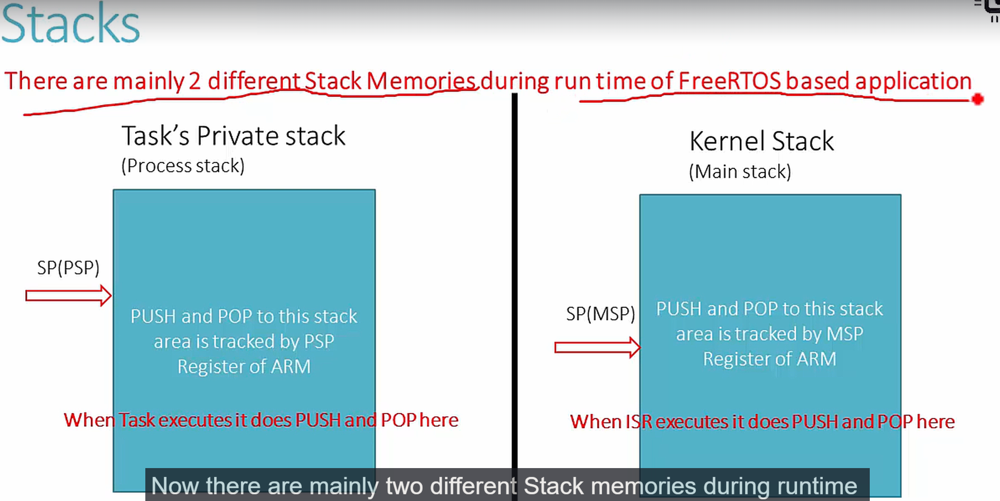 Stacks
There are mainly 2 different Stack Memories during run time of FreeRTOS based application
Task's Private stack
(Process stack)
SP(PSP)
PUSH and POP to this stack
area is tracked by PSP
Register of ARM
When Task executes it does PUSH and POP here
Kernel Stack
(Main stack)
SP(MSP)
PUSH and POP to this stack
area is tracked by MSP
Register of ARM
When ISR executes it does PUSH and POP here
Now there are mainly two different Stack memories during runtime